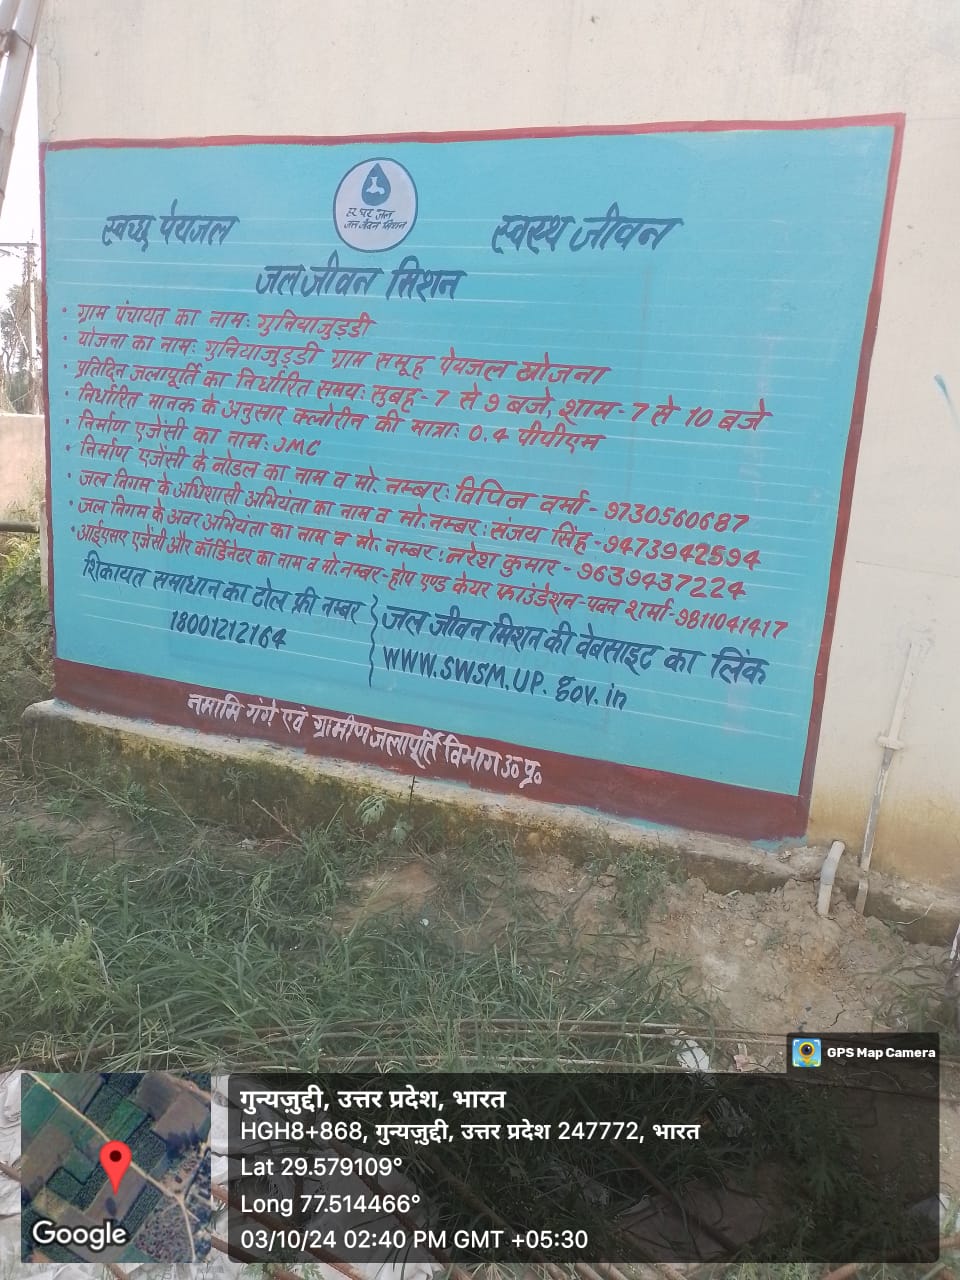 हर घर जल
जल जीवन मिशन
स्वच्छ पेयजल
स्वस्थ जीवन
जल जीवन मिशन
• ग्राम पंचायत का नाम: गुनियाजुड्डी
• योजना का नाम: गुनियाजुड्डी ग्राम समूह पेयजल योजना
• प्रतिदिन जलापूर्ति का निर्धारित समय: सुबह-7 से 9 बजे, शाम-7 से 10 बजे
• निर्धारित मानक के अनुसार क्लोरीन की मात्रा: 0.4 पीपीएम
• निर्माण एजेंसी का नाम: JMC
• निर्माण एजेंसी के नोडल का नाम व मो. नम्बर: विपिन वर्मा - 9730560687
• जल निगम के अधिशासी अभियंता का नाम व मो. नम्बर: संजय सिंह - 9473942594
• जल निगम के अवर अभियंता का नाम व मो. नम्बर: नरेश कुमार - 9639437224
• आईएसए एजेंसी और कॉर्डिनेटर का नाम व मो. नम्बर-होप एण्ड केयर फाउंडेशन-पवन शर्मा-9811041417
शिकायत समाधान का टोल फ्री नम्बर
18001212164
जल जीवन मिशन की वेबसाइट का लिंक
WWW.SWSM.UP.gov.in
नमामि गंगे एवं ग्रामीण जलापूर्ति विभाग उ०प्र०
GPS Map Camera
गुन्यजुद्दी, उत्तर प्रदेश, भारत
HGH8+868, गुन्यजुद्दी, उत्तर प्रदेश 247772, भारत
Lat 29.579109°
Long 77.514466°
03/10/24 02:40 PM GMT +05:30
Google